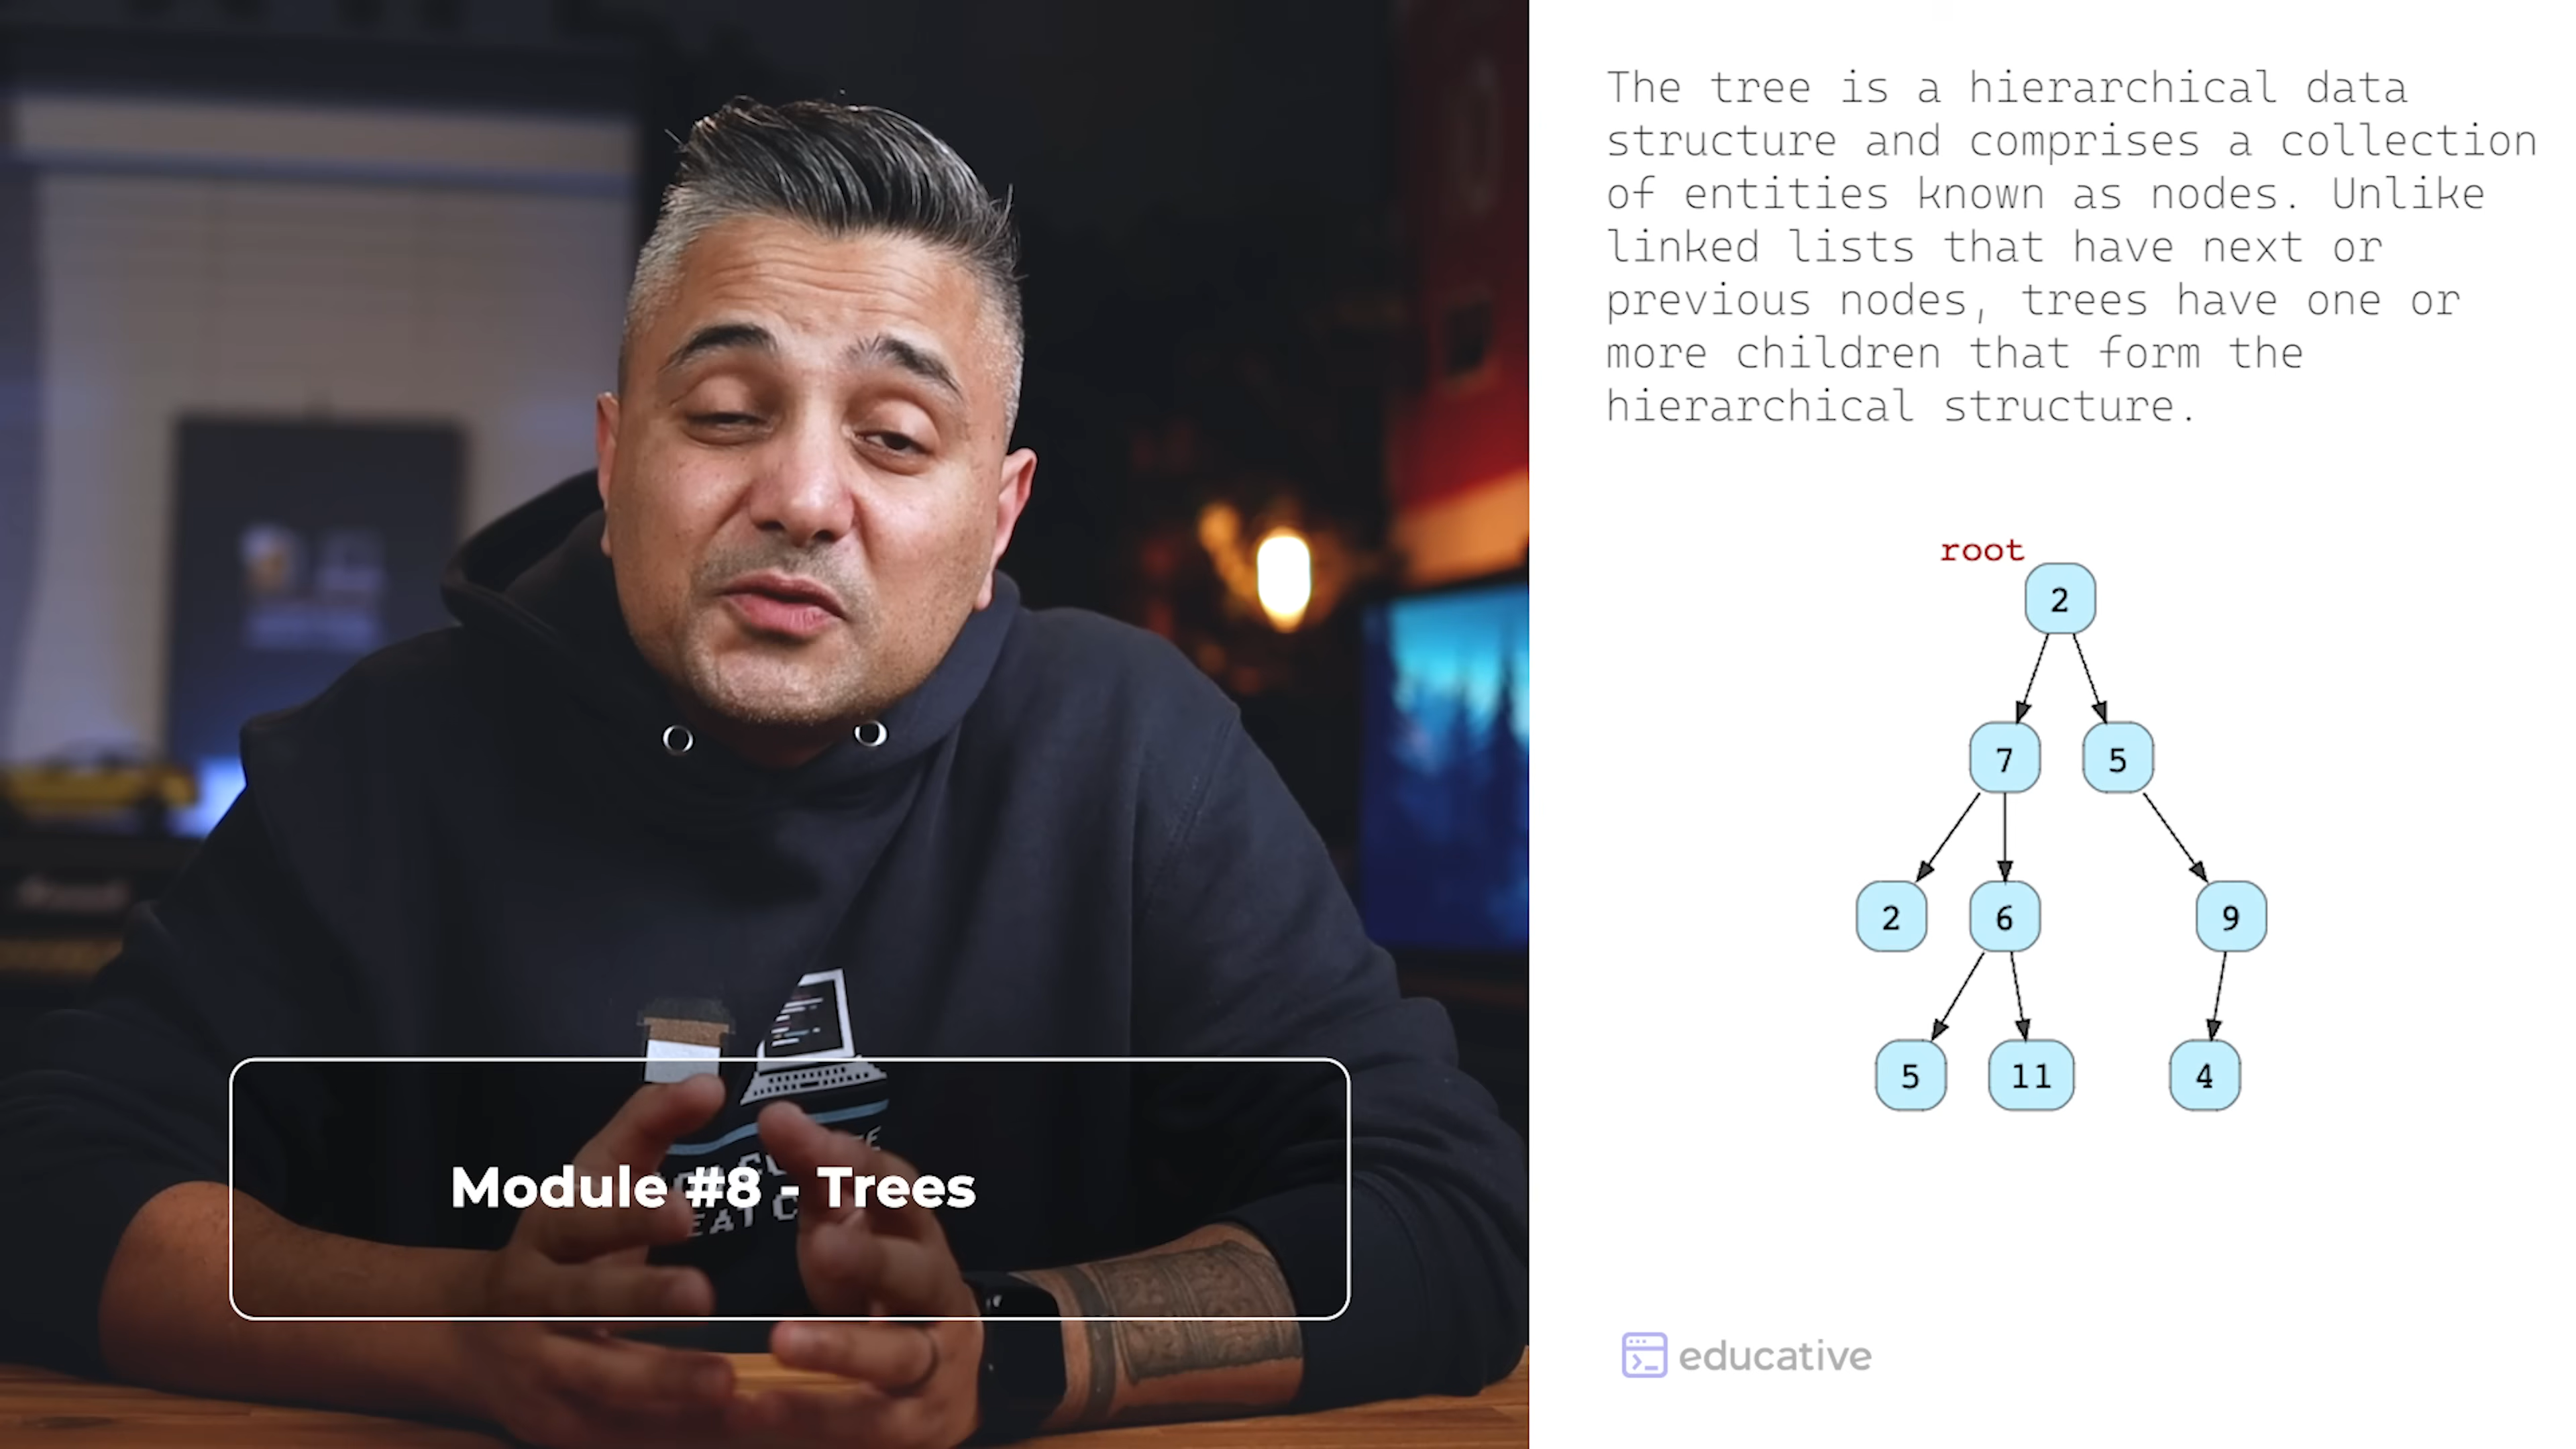 The tree is a hierarchical data
structure and comprises a collection
of entities known as nodes. Unlike
linked lists that have next or
previous nodes, trees have one or
more children that form the
hierarchical structure.
root
2
7 5
2 6 9
5 11 4
Module #8 - Trees
educative